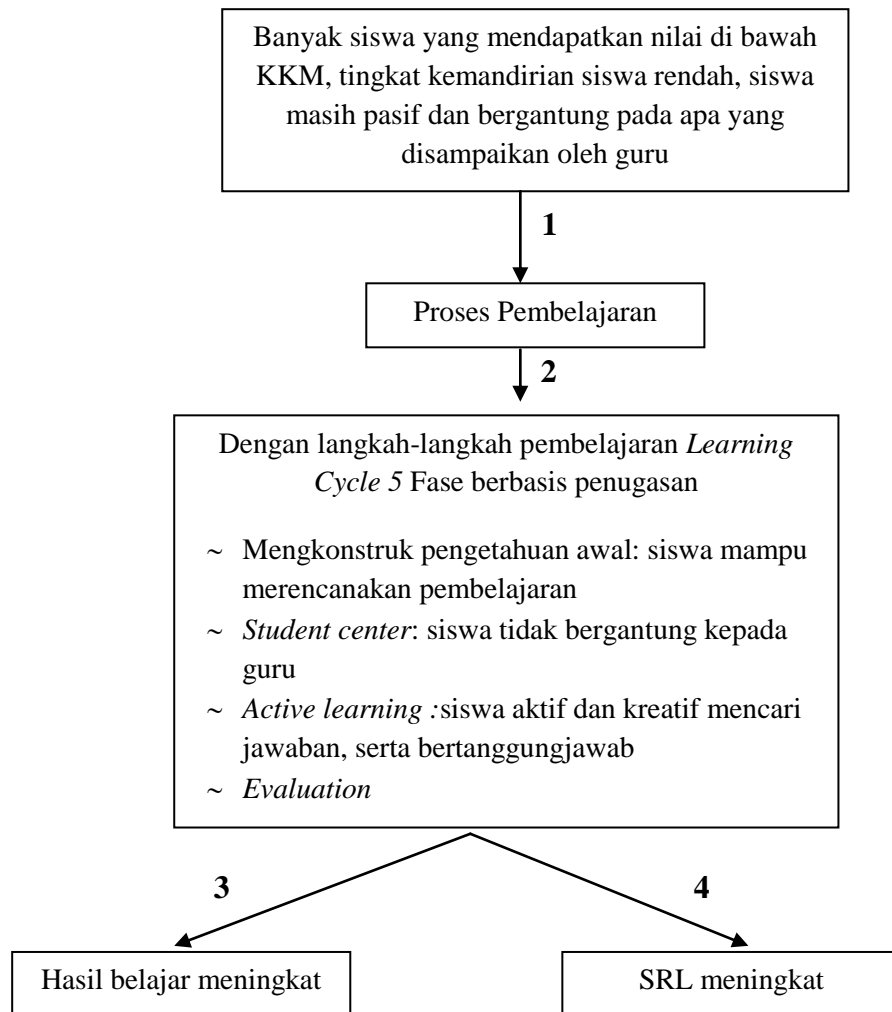 Banyak siswa yang mendapatkan nilai di bawah
KKM, tingkat kemandirian siswa rendah, siswa
masih pasif dan bergantung pada apa yang
disampaikan oleh guru
1
Proses Pembelajaran
2
Dengan langkah-langkah pembelajaran Learning
Cycle 5 Fase berbasis penugasan
~ Mengkonstruk pengetahuan awal: siswa mampu
merencanakan pembelajaran
~ Student center: siswa tidak bergantung kepada
guru
~ Active learning :siswa aktif dan kreatif mencari
jawaban, serta bertanggungjawab
~ Evaluation
3
4
Hasil belajar meningkat
SRL meningkat